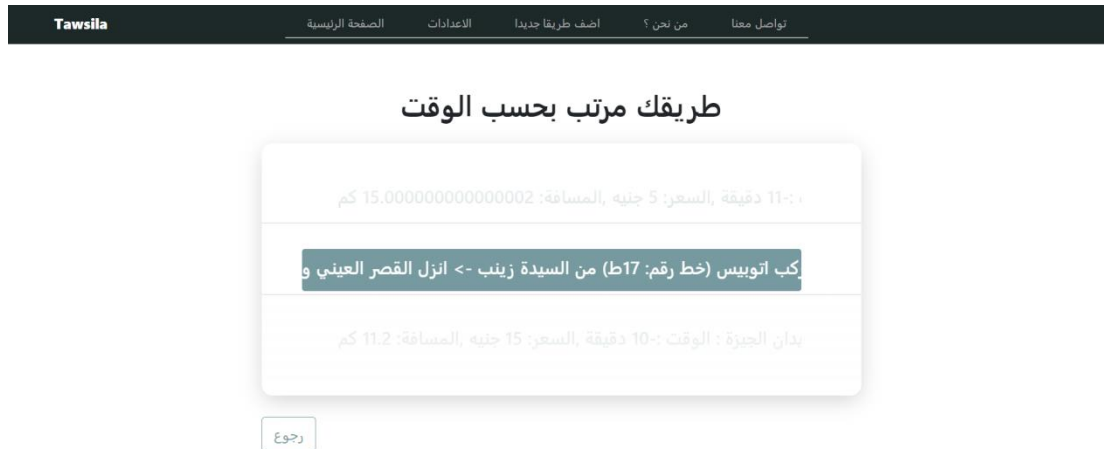 Tawsila
تواصل معنا
من نحن ؟
اضف طريقا جديدا
الاعدادات
الصفحة الرئيسية
طريقك مرتب بحسب الوقت
:-11 دقيقة ,السعر: 5 جنيه ,المسافة: 15.000000000000002 كم
ركب اتوبيس (خط رقم: 17ط) من السيدة زينب -> انزل القصر العيني و
يدان الجيزة : الوقت :-10 دقيقة ,السعر: 15 جنيه ,المسافة: 11.2 كم
رجوع